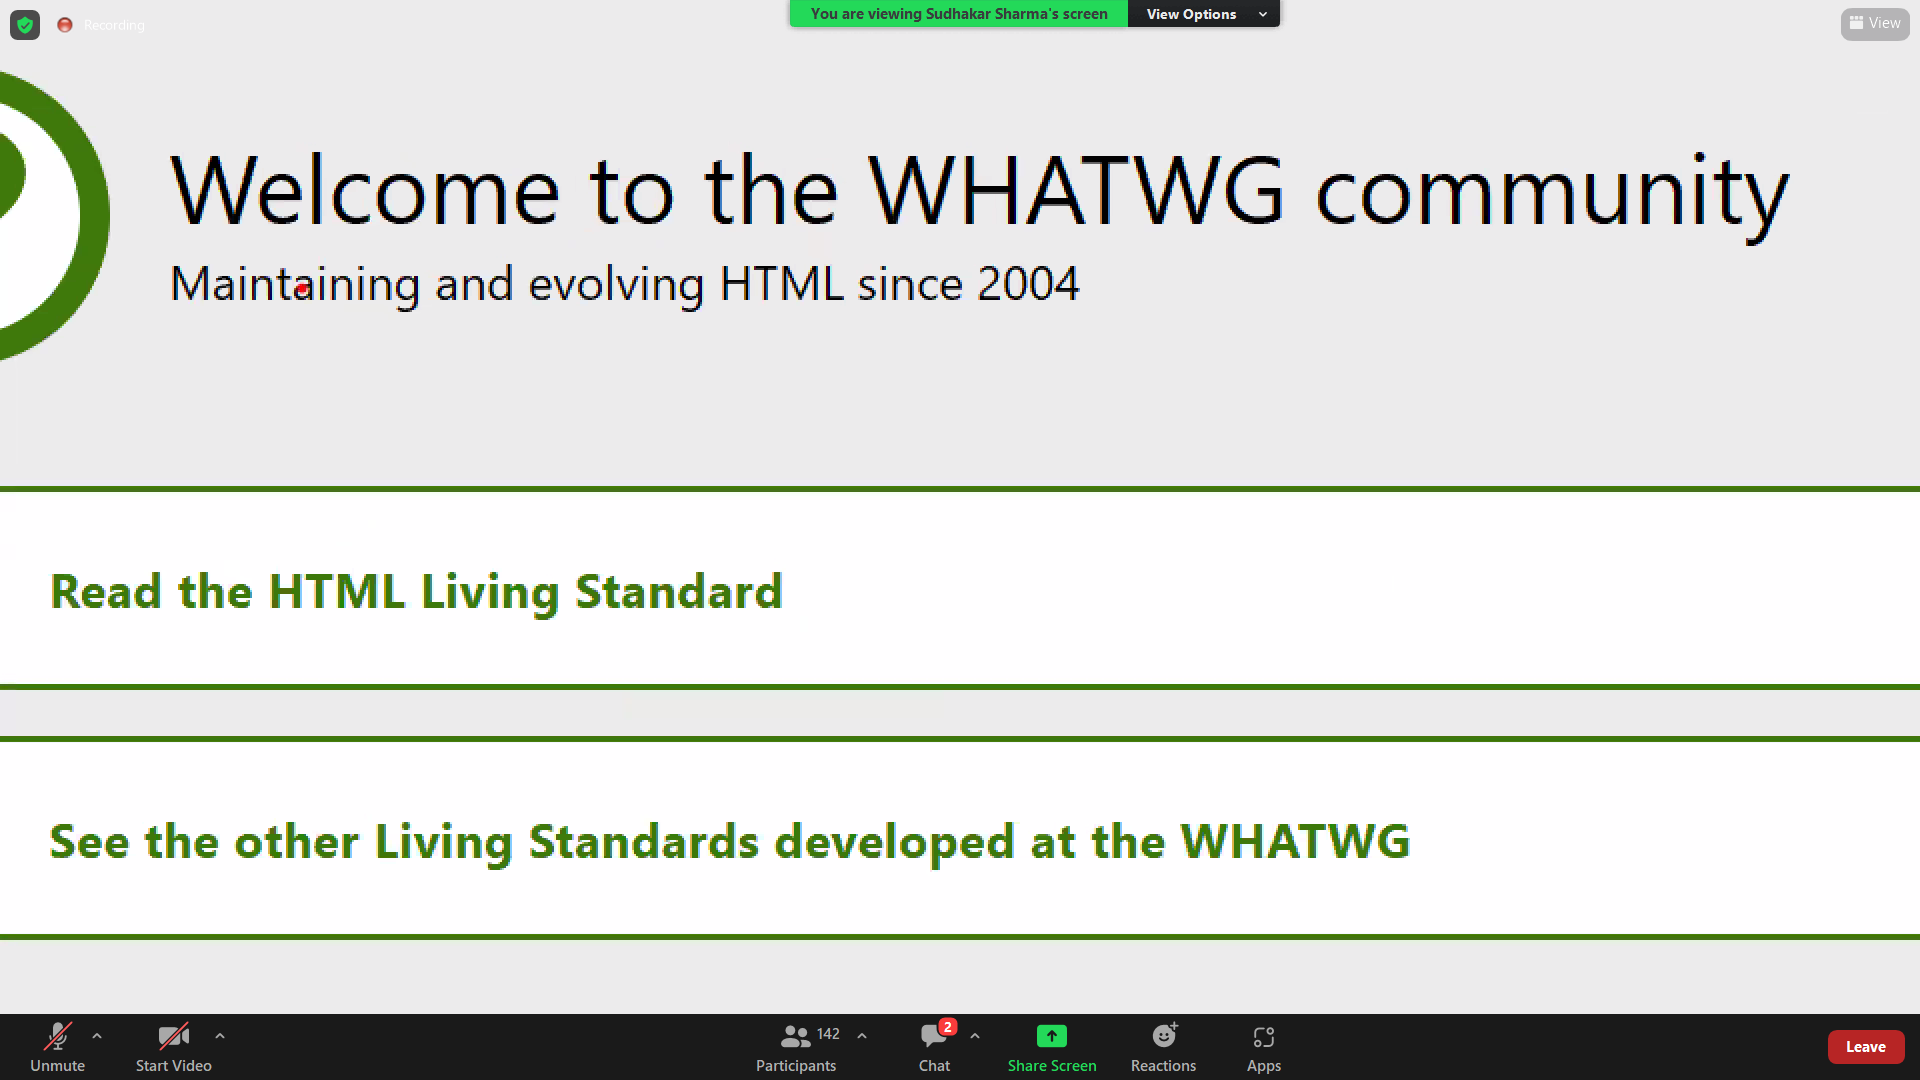 Recording
You are viewing Sudhakar Sharma's screen
View Options
View
Welcome to the WHATWG community
Maintaining and evolving HTML since 2004
Read the HTML Living Standard
See the other Living Standards developed at the WHATWG
Unmute
Start Video
142
Participants
2
Chat
Share Screen
Reactions
Apps
Leave